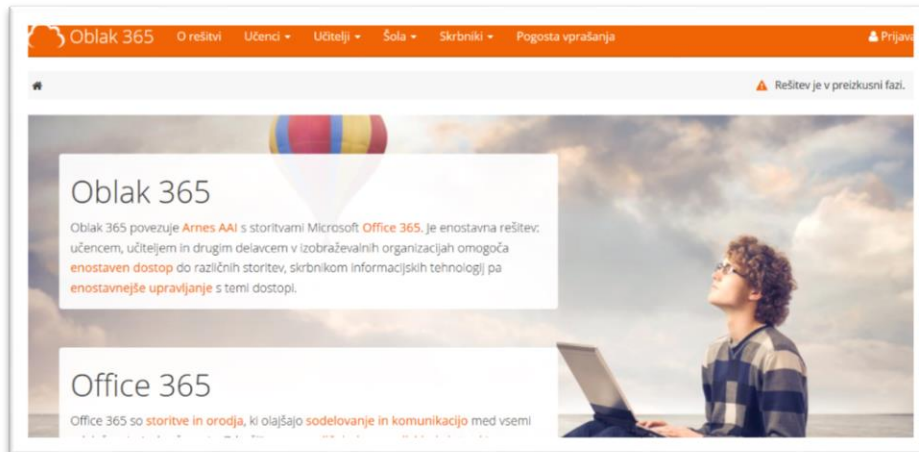 Oblak 365 O rešitvi Učenci Učitelji Šola Skrbniki Pogosta vprašanja Prijava
Rešitev je v preizkusni fazi.
Oblak 365
Oblak 365 povezuje Arnes AAI s storitvami Microsoft Office 365. Je enostavna rešitev:
učencem, učiteljem in drugim delavcem v izobraževalnih organizacijah omogoča
enostaven dostop do različnih storitev, skrbnikom informacijskih tehnologij pa
enostavnejše upravljanje s temi dostopi.
Office 365
Office 365 so storitve in orodja, ki olajšajo sodelovanje in komunikacijo med vsemi